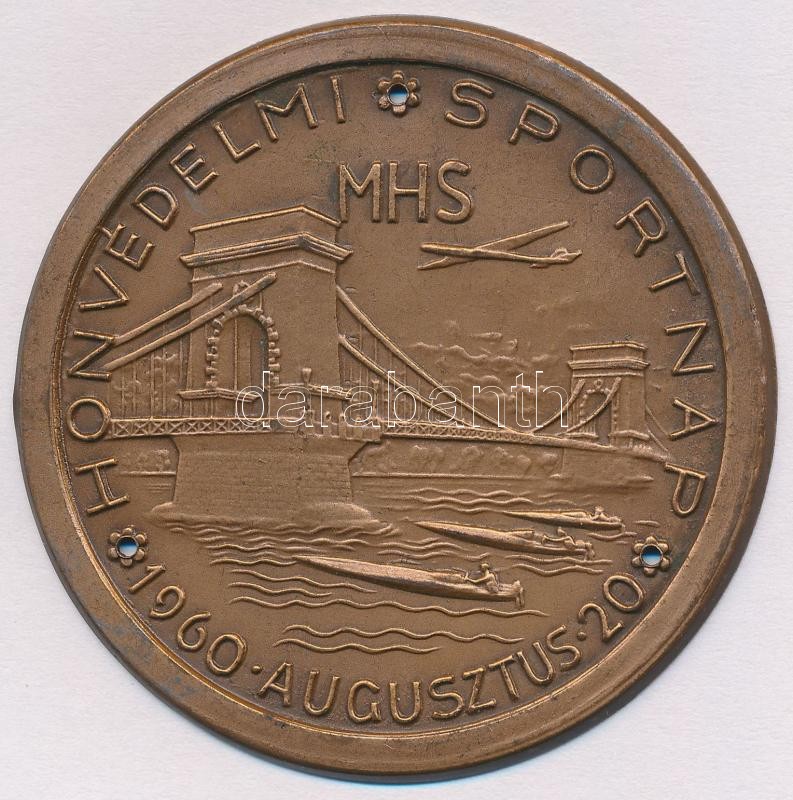 HONVÉDELMI SPORTNAP
MHS
darabanth
1960·AUGUSZTUS·20